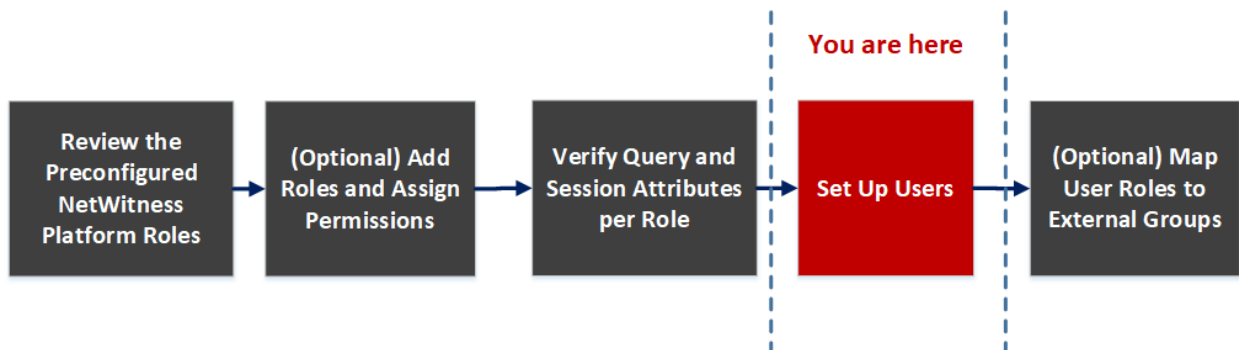 You are here
Review the
Preconfigured
NetWitness
Platform Roles
(Optional) Add
Roles and Assign
Permissions
Verify Query and
Session Attributes
per Role
Set Up Users
(Optional) Map
User Roles to
External Groups